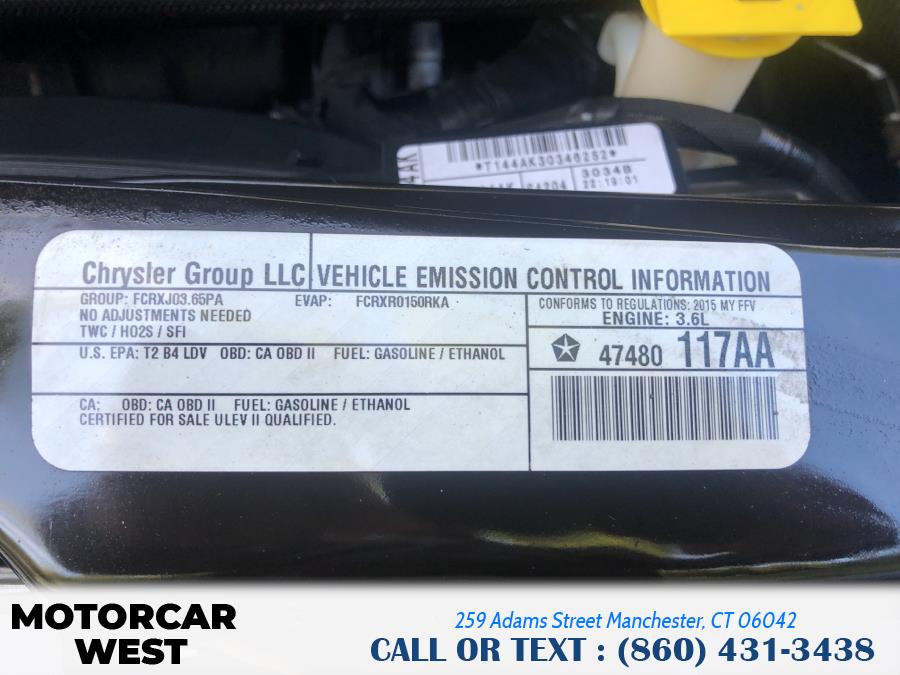 *T144AK30346252*
3034B
22:19:01
Chrysler Group LLC VEHICLE EMISSION CONTROL INFORMATION
GROUP: FCRXJ03.65PA EVAP: FCRXR0150RKA
NO ADJUSTMENTS NEEDED
TWC / HO2S / SFI
CONFORMS TO REGULATIONS: 2015 MY FFV
ENGINE: 3.6L
U.S. EPA: T2 B4 LDV OBD: CA OBD II FUEL: GASOLINE / ETHANOL
47480 117AA
CA: OBD: CA OBD II FUEL: GASOLINE / ETHANOL
CERTIFIED FOR SALE ULEV II QUALIFIED.
MOTORCAR
WEST
259 Adams Street Manchester, CT 06042
CALL OR TEXT : (860) 431-3438